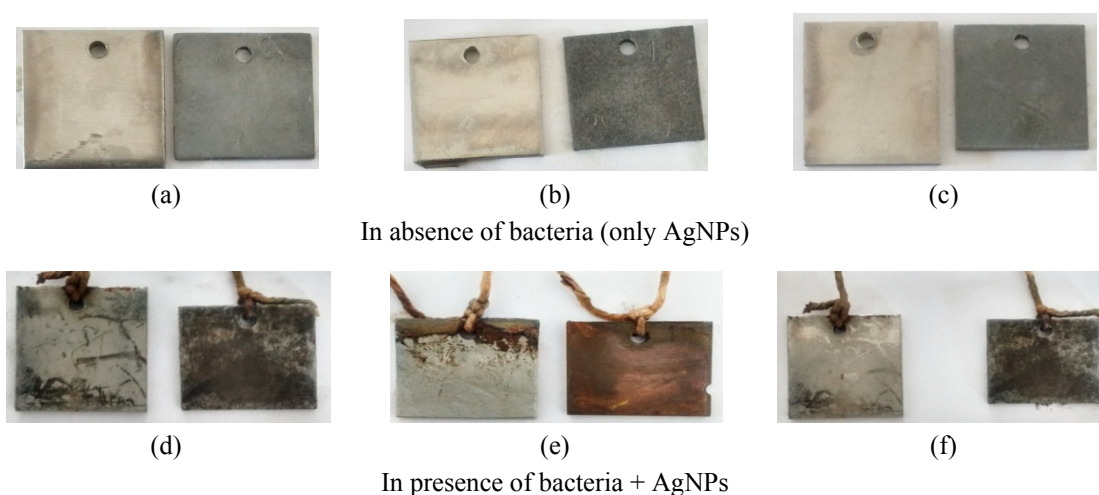 (a)
(b)
(c)
In absence of bacteria (only AgNPs)
(d)
(e)
(f)
In presence of bacteria + AgNPs